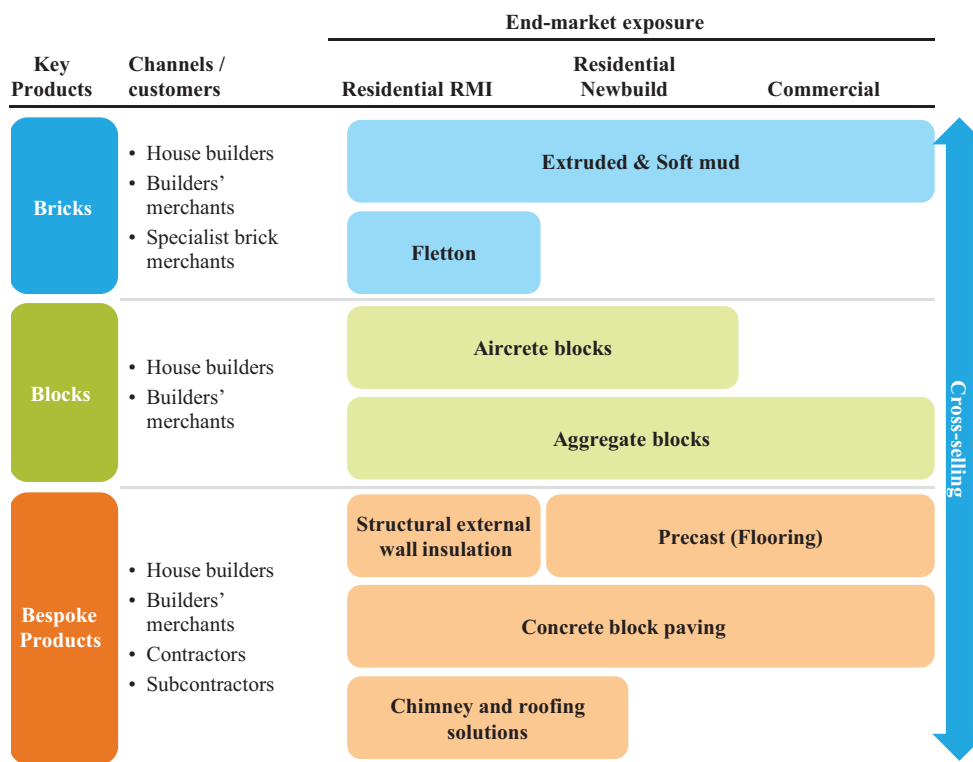 End-market exposure
Key
Products
Channels /
customers
Residential RMI
Residential
Newbuild
Commercial
Bricks
• House builders
• Builders’
merchants
• Specialist brick
merchants
Extruded & Soft mud
Fletton
Blocks
• House builders
• Builders’
merchants
Aircrete blocks
Aggregate blocks
Bespoke
Products
• House builders
• Builders’
merchants
• Contractors
• Subcontractors
Structural external
wall insulation
Precast (Flooring)
Concrete block paving
Chimney and roofing
solutions
Cross-selling